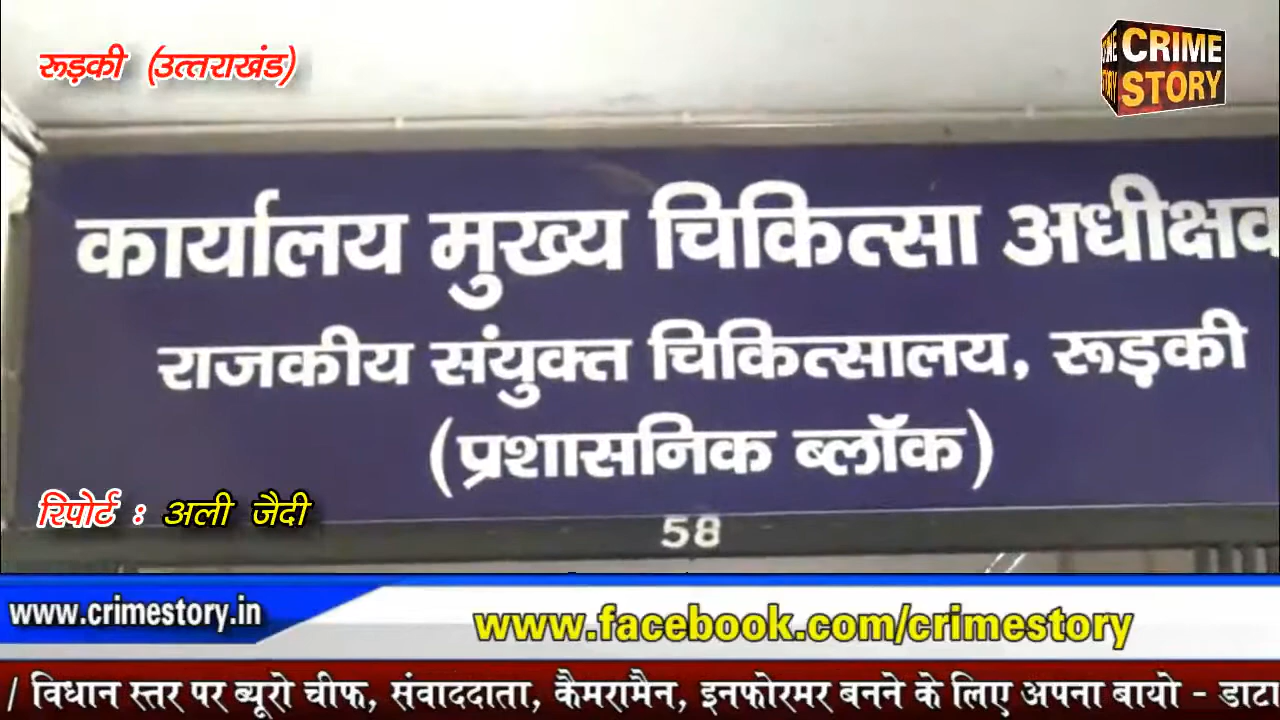 रूड़की (उत्तराखंड)
CRIME
STORY
कार्यालय मुख्य चिकित्सा अधीक्षक
राजकीय संयुक्त चिकित्सालय, रूड़की
(प्रशासनिक ब्लॉक)
रिपोर्ट : अली जैदी
58
www.crimestory.in
www.facebook.com/crimestory
/ विधान स्तर पर ब्यूरो चीफ, संवाददाता, कैमरामैन, इनफोरमर बनने के लिए अपना बायो - डाटा